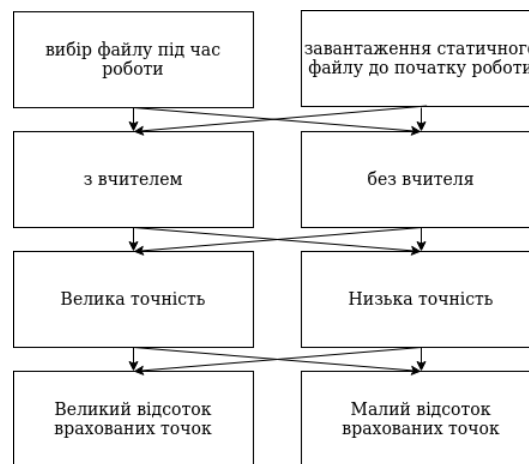 вибір файлу під час
роботи
завантаження статичного
файлу до початку роботи
з вчителем
без вчителя
Велика точність
Низька точність
Великий відсоток
врахованих точок
Малий відсоток
врахованих точок